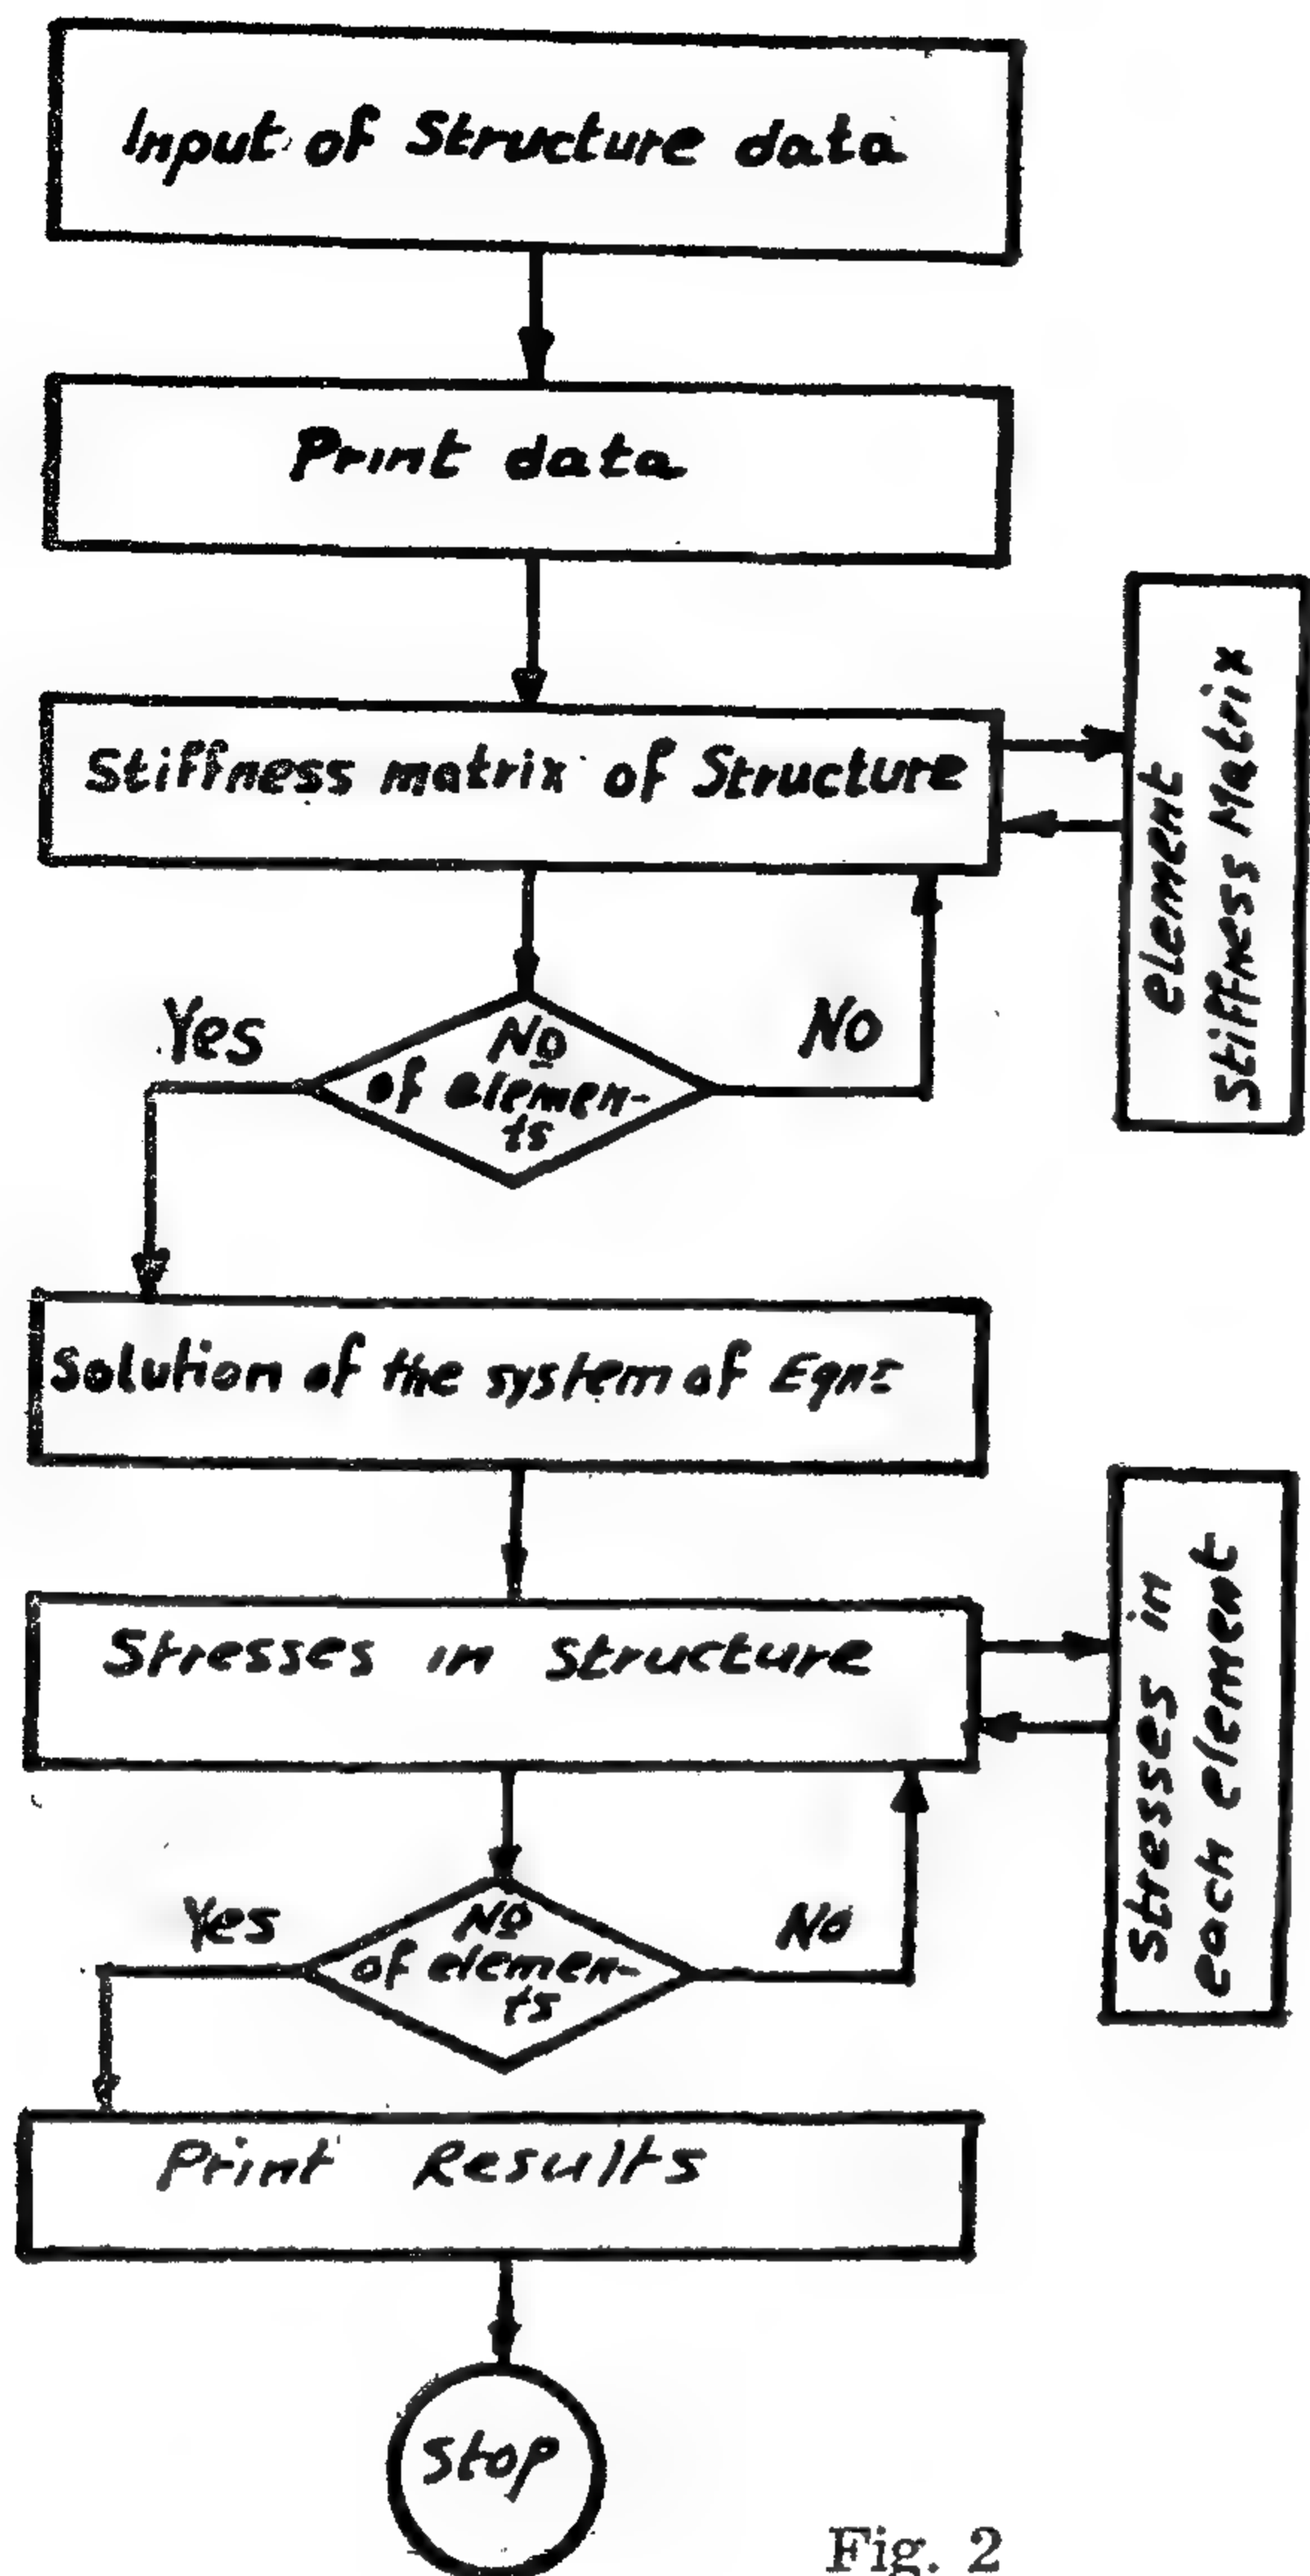 Input of Structure data
Print data
Stiffness matrix of Structure
element
Stiffness Matrix
Yes
No
of elemen-
ts
No
Solution of the system of Eqns
Stresses in Structure
Stresses in
each element
Yes
No
of elemen-
ts
No
Print Results
Stop
Fig. 2